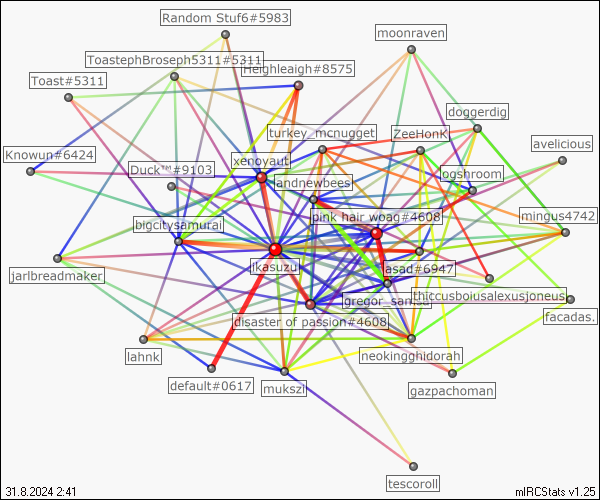 Random Stuf6#5983
moonraven
ToastephBroseph5311#5311
Heighleaigh#8575
Toast#5311
doggerdig
turkey_mcnugget
ZeeHonK
avelicious
Knowun#6424
xenoyaut
Duck™#9103
andnewbees
ogshroom
bigcitysamurai
pink hair woag#4608
mingus4742
jkasuzu
asad#6947
jarlbreadmaker
gregor_sam
thiccusboiusalexusjoneus
disaster of passion#4608
facadas.
lahnk
neokingghidorah
default#0617
mukszi
gazpachoman
tescoroll
31.8.2024 2:41
mIRCStats v1.25